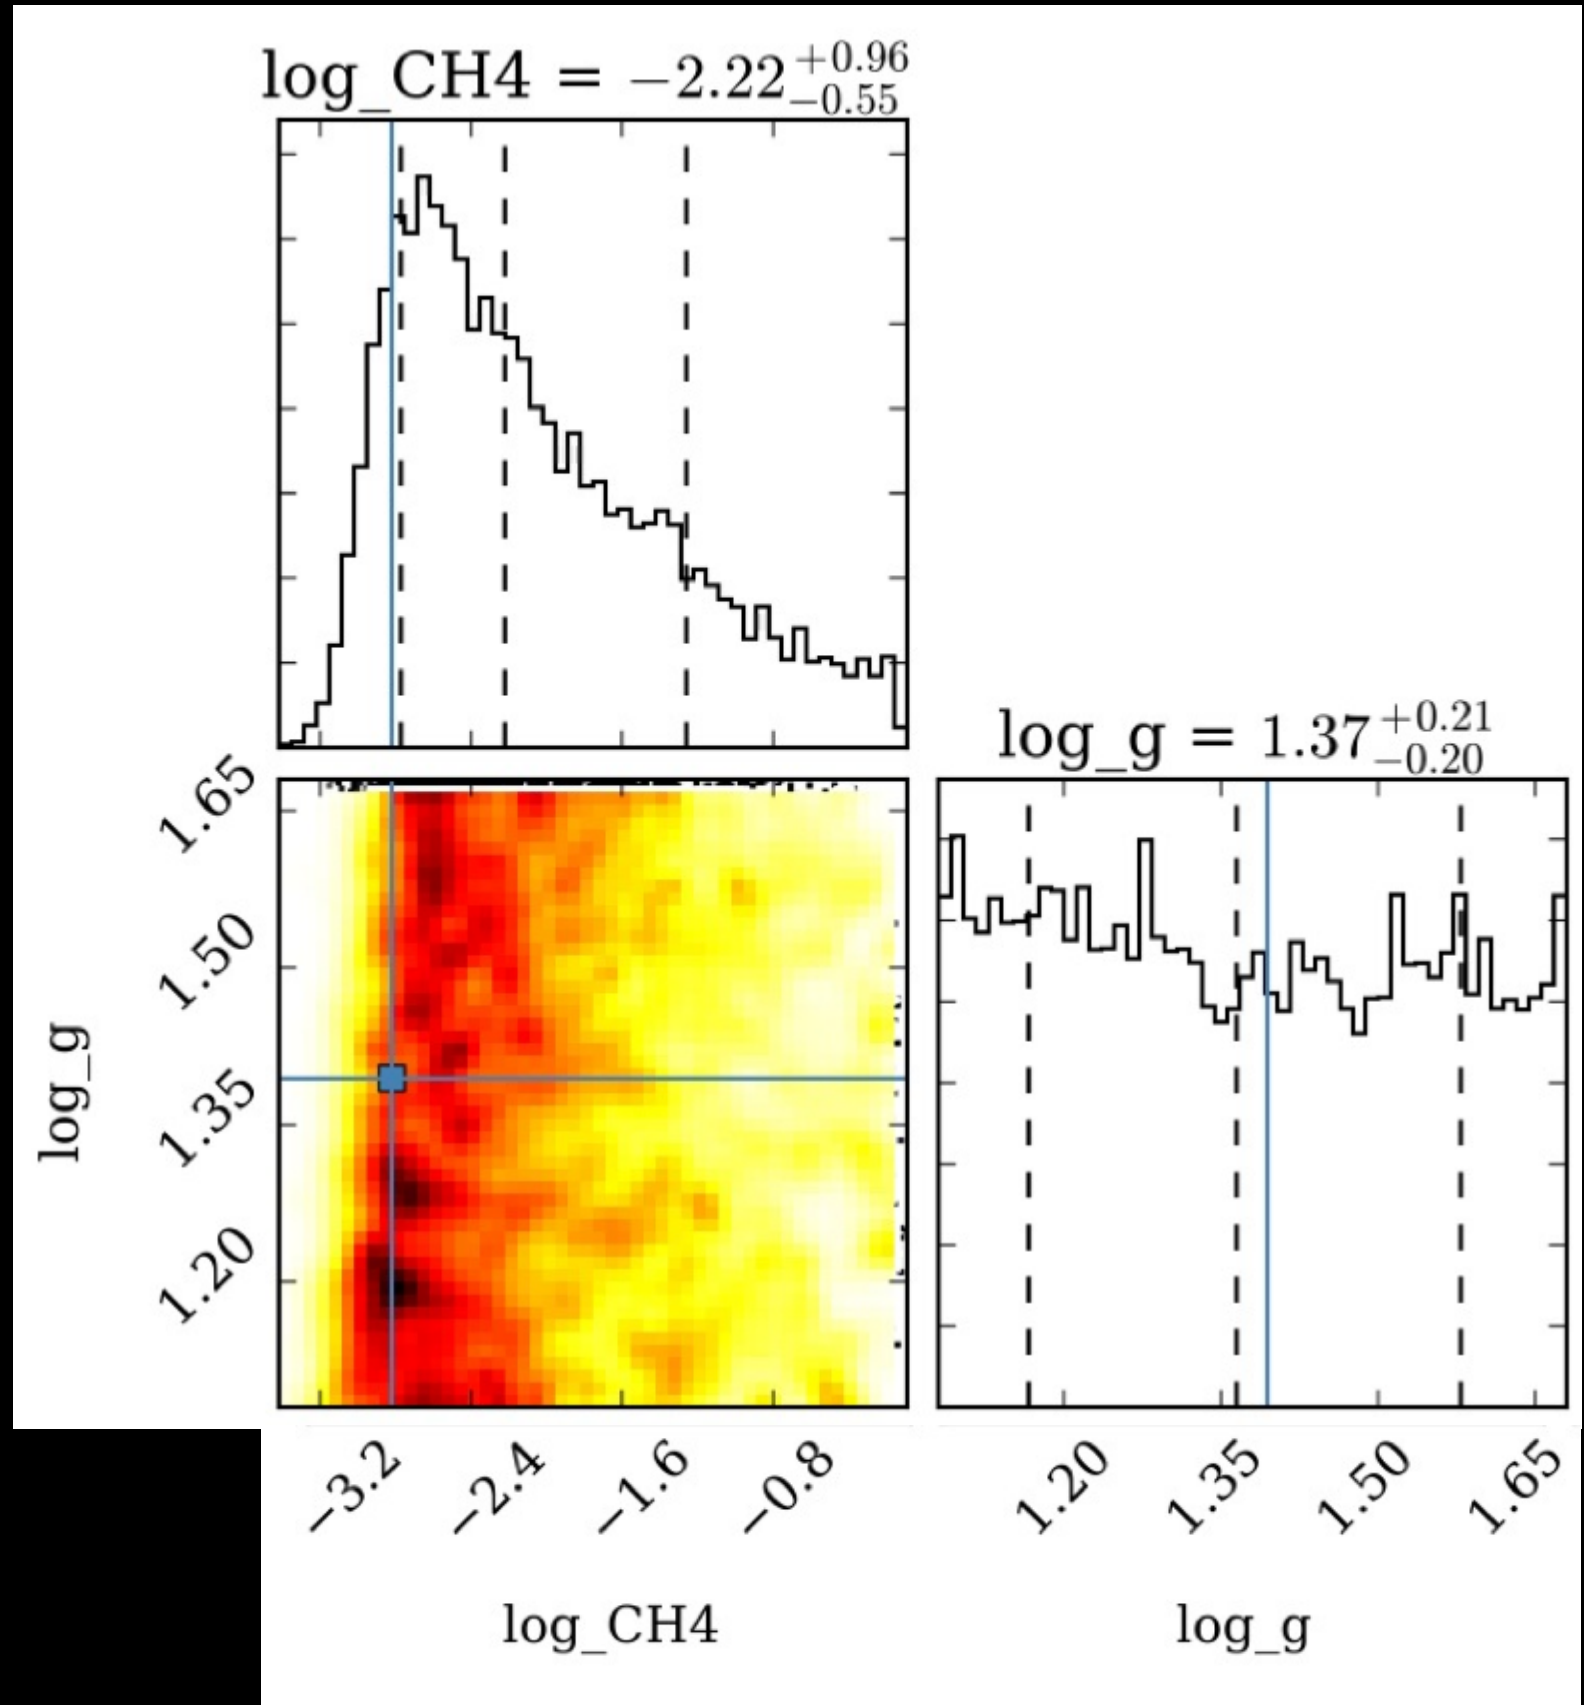 log_CH4 = −2.22 +0.96 −0.55
log_g = 1.37 +0.21 −0.20
1.65
1.50
1.35
1.20
log_g
−3.2 −2.4 −1.6 −0.8
1.20 1.35 1.50 1.65
log_CH4
log_g